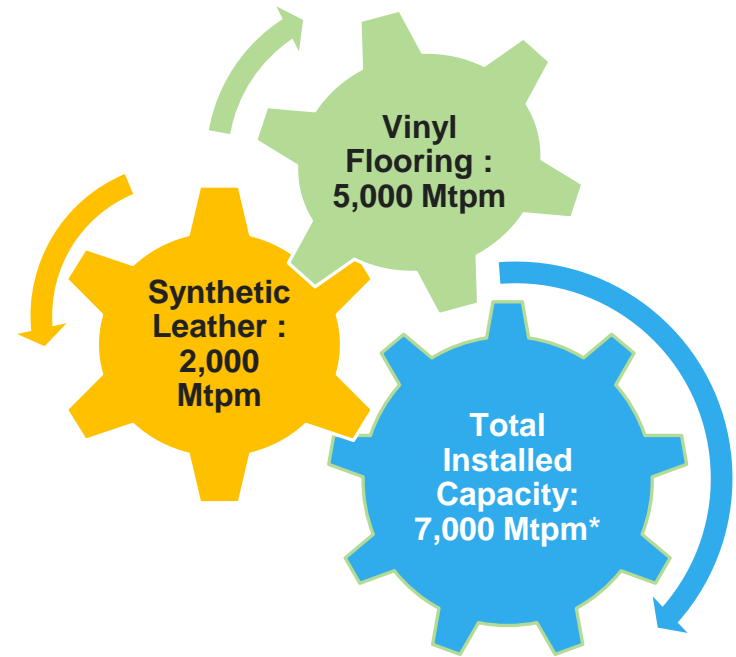 Vinyl
Flooring :
5,000 Mtpm
Synthetic
Leather :
2,000
Mtpm
Total
Installed
Capacity:
7,000 Mtpm*